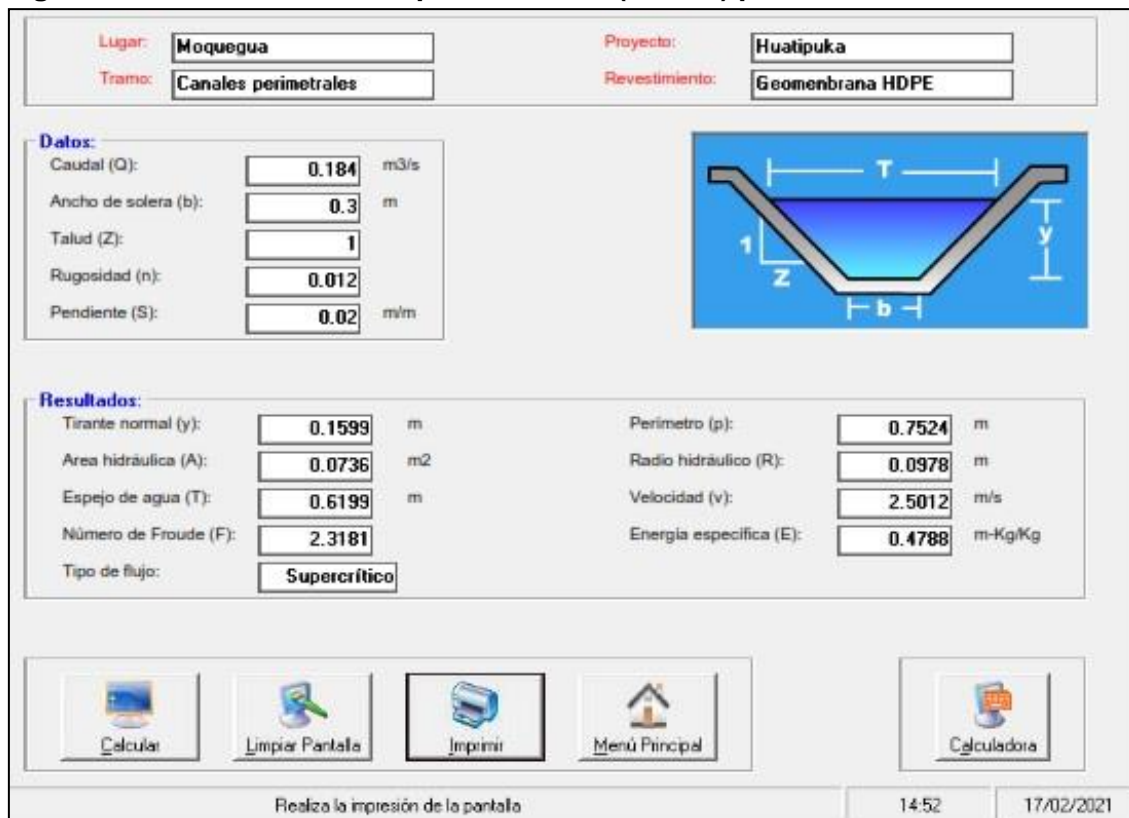 Lugar: Moquegua Proyecto: Huatipuka
Tramo: Canales perimetrales Revestimiento: Geomenbrana HDPE
Datos:
Caudal (Q): 0.184 m3/s
Ancho de solera (b): 0.3 m
Talud (Z): 1
Rugosidad (n): 0.012
Pendiente (S): 0.02 m/m
T
1
Z
y
b
Resultados:
Tirante normal (y): 0.1599 m Perímetro (p): 0.7524 m
Area hidráulica (A): 0.0736 m2 Radio hidráulico (R): 0.0978 m
Espejo de agua (T): 0.6199 m Velocidad (v): 2.5012 m/s
Número de Froude (F): 2.3181 Energía específica (E): 0.4788 m-Kg/Kg
Tipo de flujo: Supercrítico
Calcular Limpiar Pantalla Imprimir Menú Principal Calculadora
Realiza la impresión de la pantalla 14:52 17/02/2021